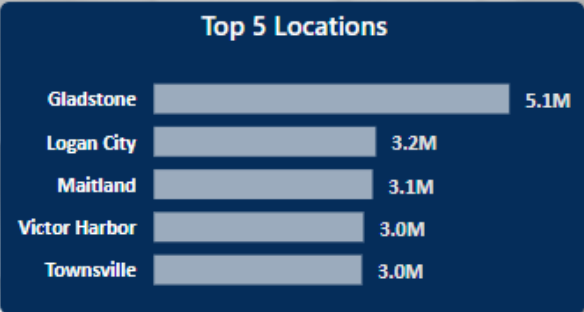 Top 5 Locations
Gladstone 5.1M
Logan City 3.2M
Maitland 3.1M
Victor Harbor 3.0M
Townsville 3.0M